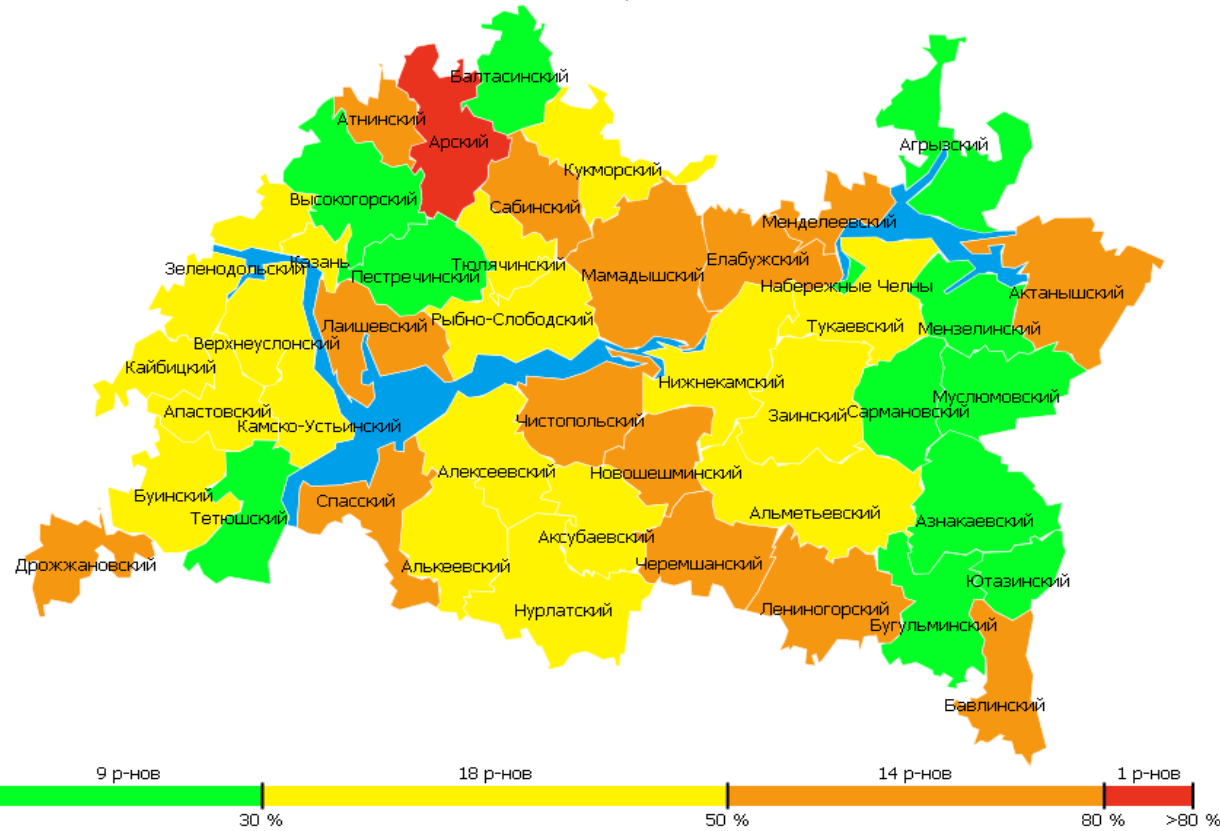 Балтасинский
Атнинский
Арский
Агрызский
Кукморский
Высокогорский
Сабинский
Менделеевский
Зеленодольский
Казань
Тюлячинский
Елабужский
Пестречинский
Мамадышский
Набережные Челны
Актанышский
Лаишевский
Рыбно-Слободский
Тукаевский
Мензелинский
Верхнеуслонский
Кайбицкий
Нижнекамский
Муслюмовский
Апастовский
Заинский
Сармановский
Камско-Устьинский
Чистопольский
Алексеевский
Новошешминский
Буинский
Спасский
Альметьевский
Тетюшский
Азнакаевский
Аксубаевский
Дрожжановский
Алькеевский
Черемшанский
Ютазинский
Нурлатский
Лениногорский
Бугульминский
Бавлинский
9 р-нов 18 р-нов 14 р-нов 1 р-нов
30 % 50 % 80 % >80 %